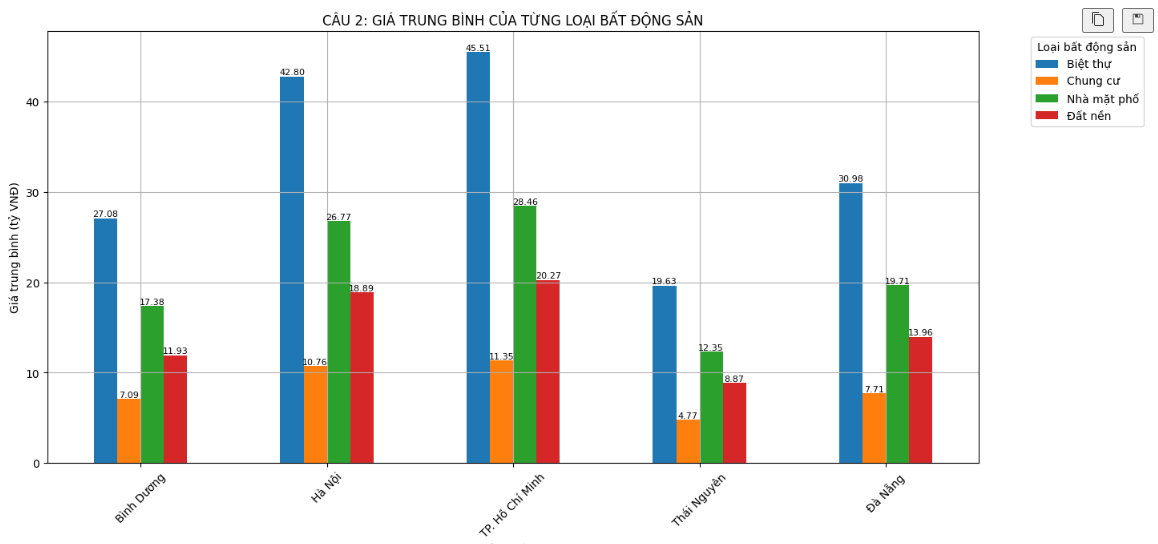 CÂU 2: GIÁ TRUNG BÌNH CỦA TỪNG LOẠI BẤT ĐỘNG SẢN
Loại bất động sản
Biệt thự
Chung cư
Nhà mặt phố
Đất nền
Giá trung bình (tỷ VNĐ)
40
30
20
10
0
27.08
7.09
17.38
11.93
42.80
10.76
26.77
18.89
45.51
11.35
28.46
20.27
19.63
4.77
12.35
8.87
30.98
7.71
19.71
13.96
Bình Dương
Hà Nội
TP. Hồ Chí Minh
Thái Nguyên
Đà Nẵng